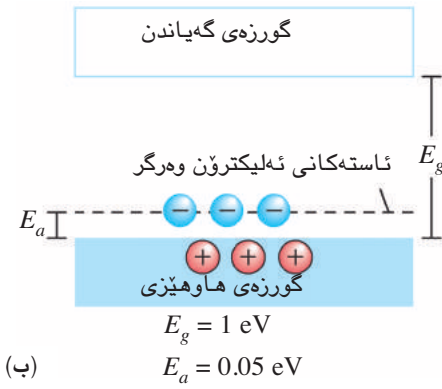 گورزەی گەیاندن
E_g
ئاستەکانی ئەلیکترۆن وەرگر
E_a
− − −
+ + +
گورزەی هاوهێزی
E_g = 1 eV
(ب) E_a = 0.05 eV